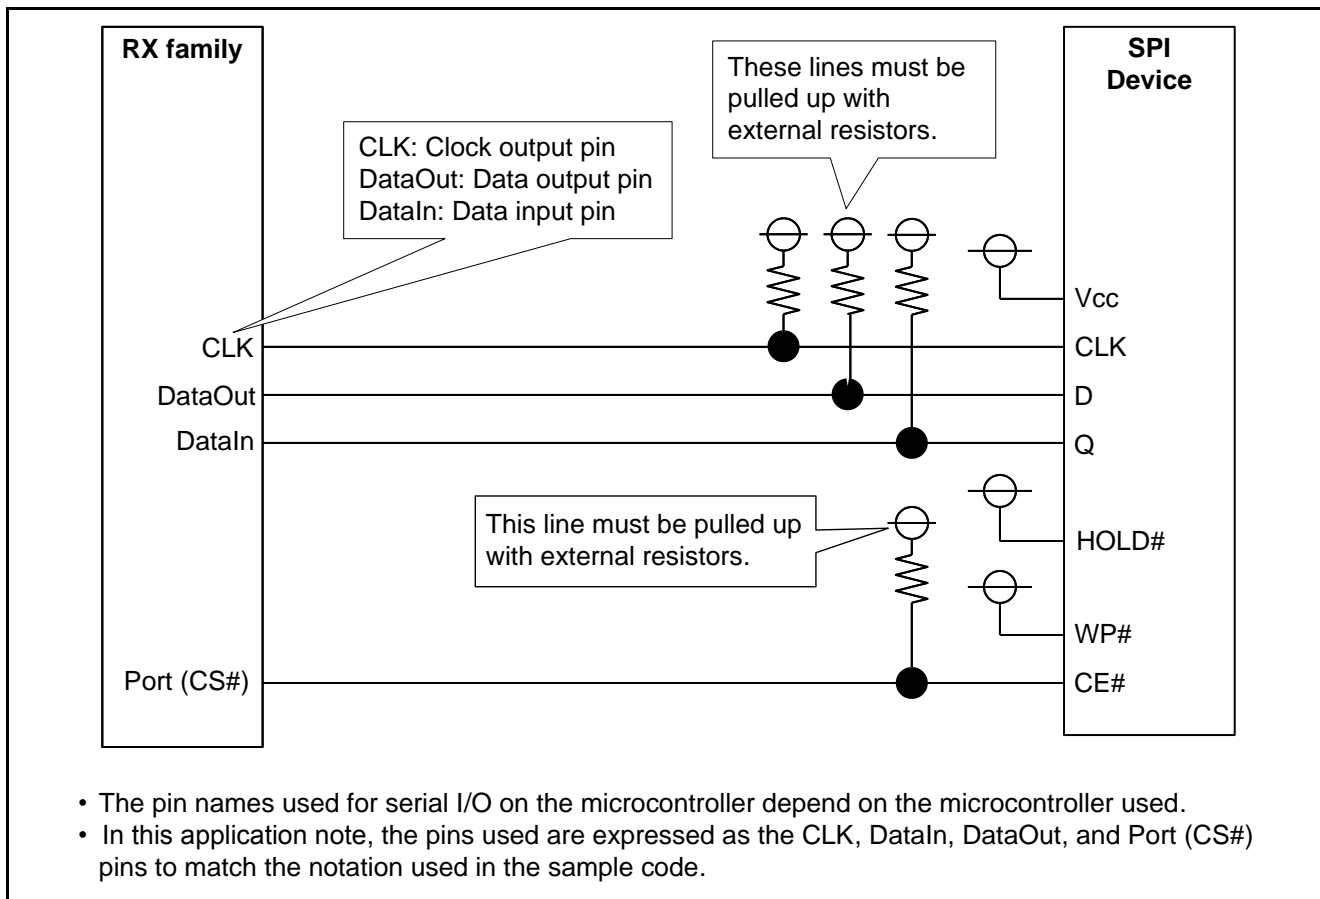 RX family
SPI
Device
These lines must be
pulled up with
external resistors.
CLK: Clock output pin
DataOut: Data output pin
DataIn: Data input pin
Vcc
CLK
CLK
DataOut
D
DataIn
Q
This line must be pulled up
with external resistors.
HOLD#
WP#
Port (CS#)
CE#
• The pin names used for serial I/O on the microcontroller depend on the microcontroller used.
• In this application note, the pins used are expressed as the CLK, DataIn, DataOut, and Port (CS#)
pins to match the notation used in the sample code.